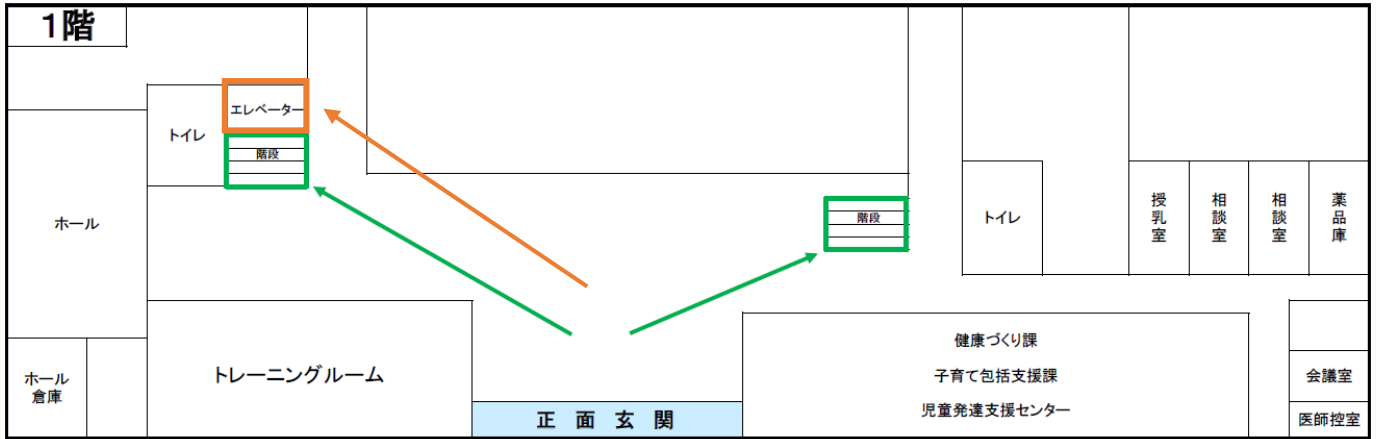 1階
エレベーター
トイレ
階段
ホール
階段
トイレ
授乳室
相談室
相談室
薬品庫
トレーニングルーム
ホール
倉庫
正面玄関
健康づくり課
子育て包括支援課
児童発達支援センター
会議室
医師控室